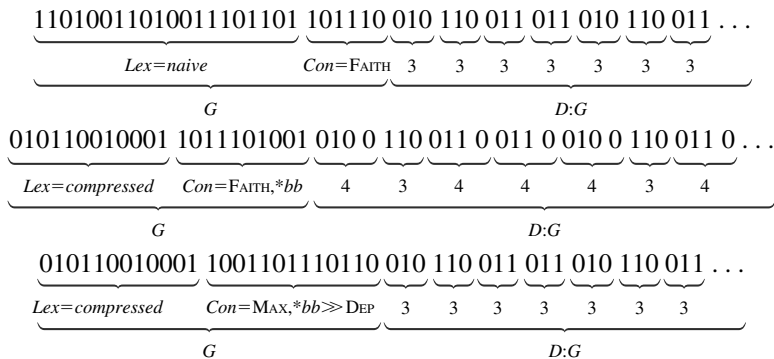 11010011010011101101 101110 010 110 011 011 010 110 011 ...
Lex=naive Con=FAITH 3 3 3 3 3 3 3
G D:G
010110010001 1011101001 010 0 110 011 0 011 0 010 0 110 011 0 ...
Lex=compressed Con=FAITH,*bb 4 3 4 4 4 3 4
G D:G
010110010001 1001101110110 010 110 011 011 010 110 011 ...
Lex=compressed Con=MAX,*bb≫DEP 3 3 3 3 3 3 3
G D:G